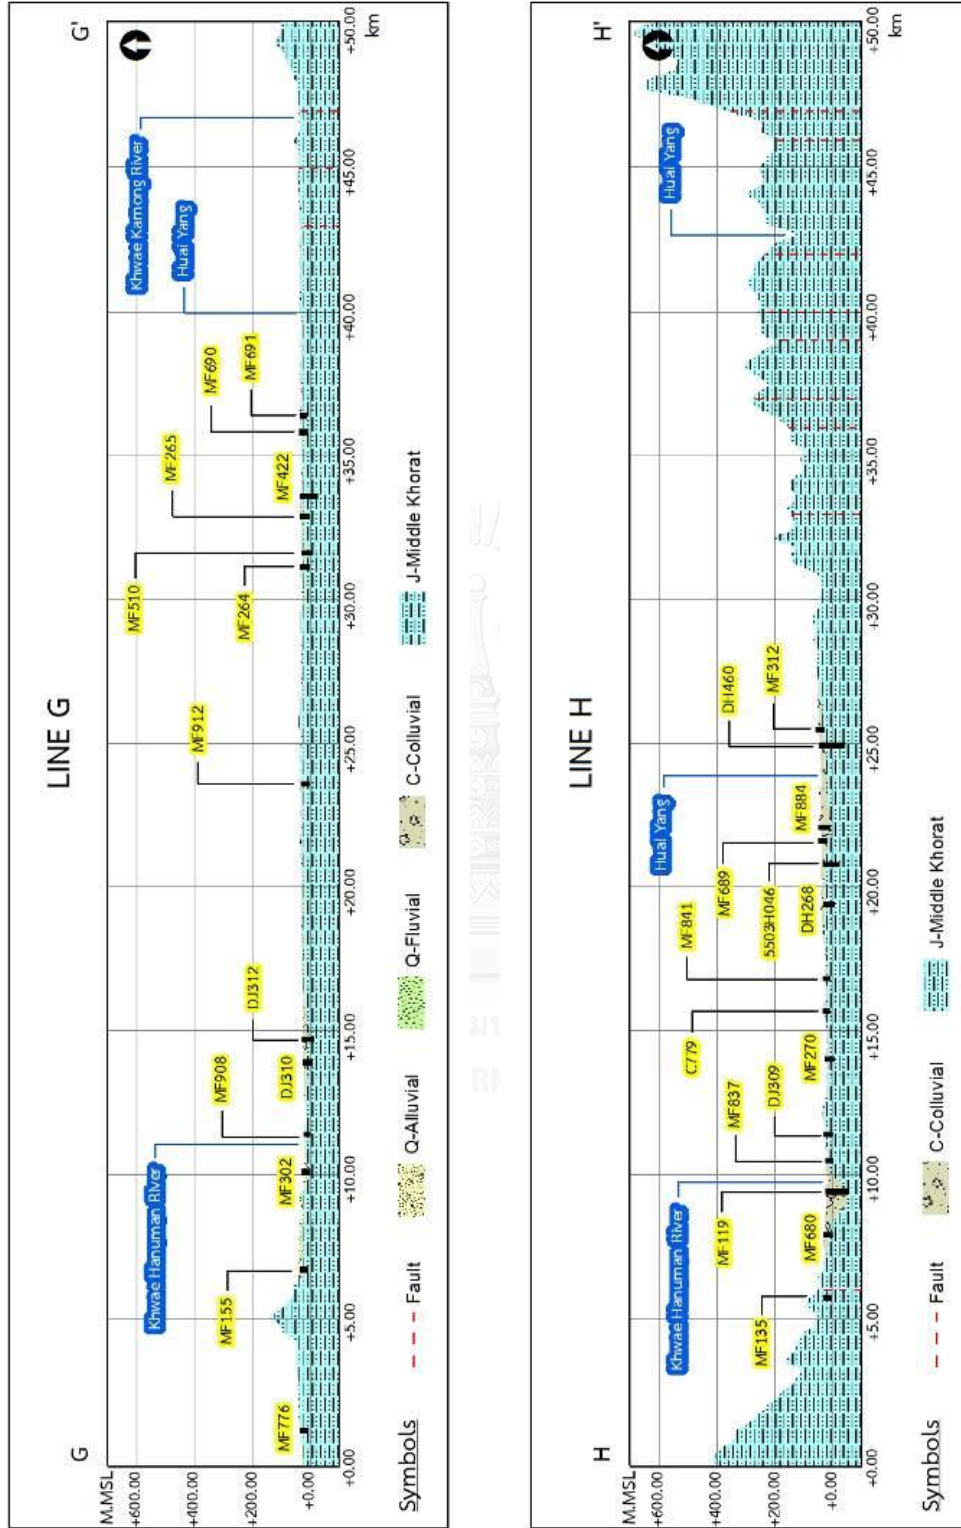 LINE G
G
G'
M.MSL
+600.00
+400.00
+200.00
+0.00
MF776
MF155
Khwae Hanuman River
MF302
MF908
DJ310
DJ312
MF912
MF264
MF510
MF265
MF422
MF690
MF691
Huai Yang
Khwae Kamong River
+0.00
+5.00
+10.00
+15.00
+20.00
+25.00
+30.00
+35.00
+40.00
+45.00
+50.00
km
Symbols
Fault
Q-Alluvial
Q-Fluvial
C-Colluvial
J-Middle Khorat
LINE H
H
H'
M.MSL
+600.00
+400.00
+200.00
+0.00
MF135
Khwae Hanuman River
MF680
MF119
MF837
DJ309
MF270
C779
MF841
DH268
5503H046
MF689
MF884
Huai Yang
DH460
MF312
Huai Yang
+0.00
+5.00
+10.00
+15.00
+20.00
+25.00
+30.00
+35.00
+40.00
+45.00
+50.00
km
Symbols
Fault
C-Colluvial
J-Middle Khorat